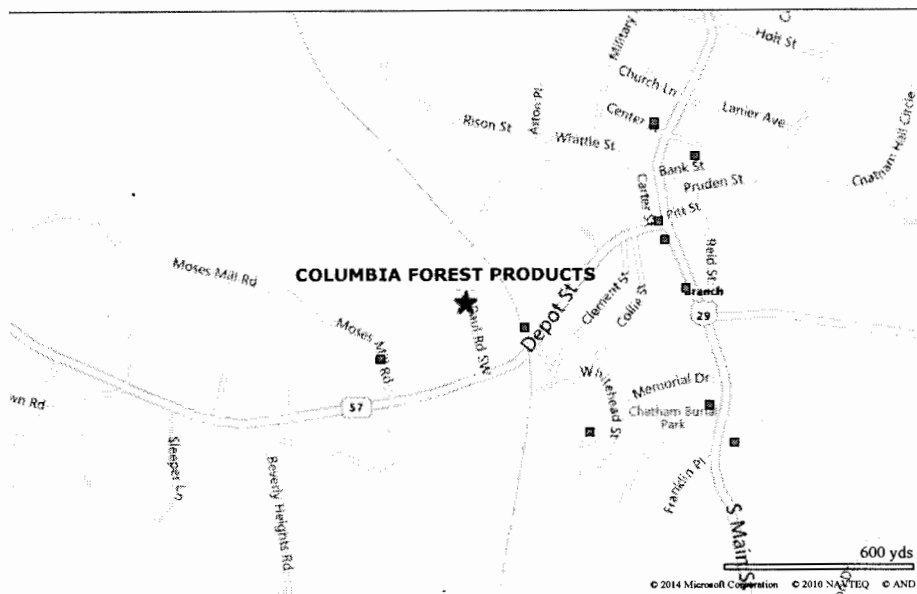 Holt St
Military
Church Ln
Lanier Ave
Center
Aston Pl
Rison St
Whittle St
Bank St
Pruden St
Chatham Hall Circle
Carter St
Pitt St
Reid St
Moses Mill Rd
COLUMBIA FOREST PRODUCTS
Clement St
Collie St
Branch
29
Depot St
Paul Rd SW
Moses Mill Rd
Whitehead St
Memorial Dr
Chatham Burial
Park
wn Rd
57
Sleeper Ln
Beverly Heights Rd
Franklin Pl
S Main S
600 yds
© 2014 Microsoft Corporation © 2010 NAVTEQ © AND